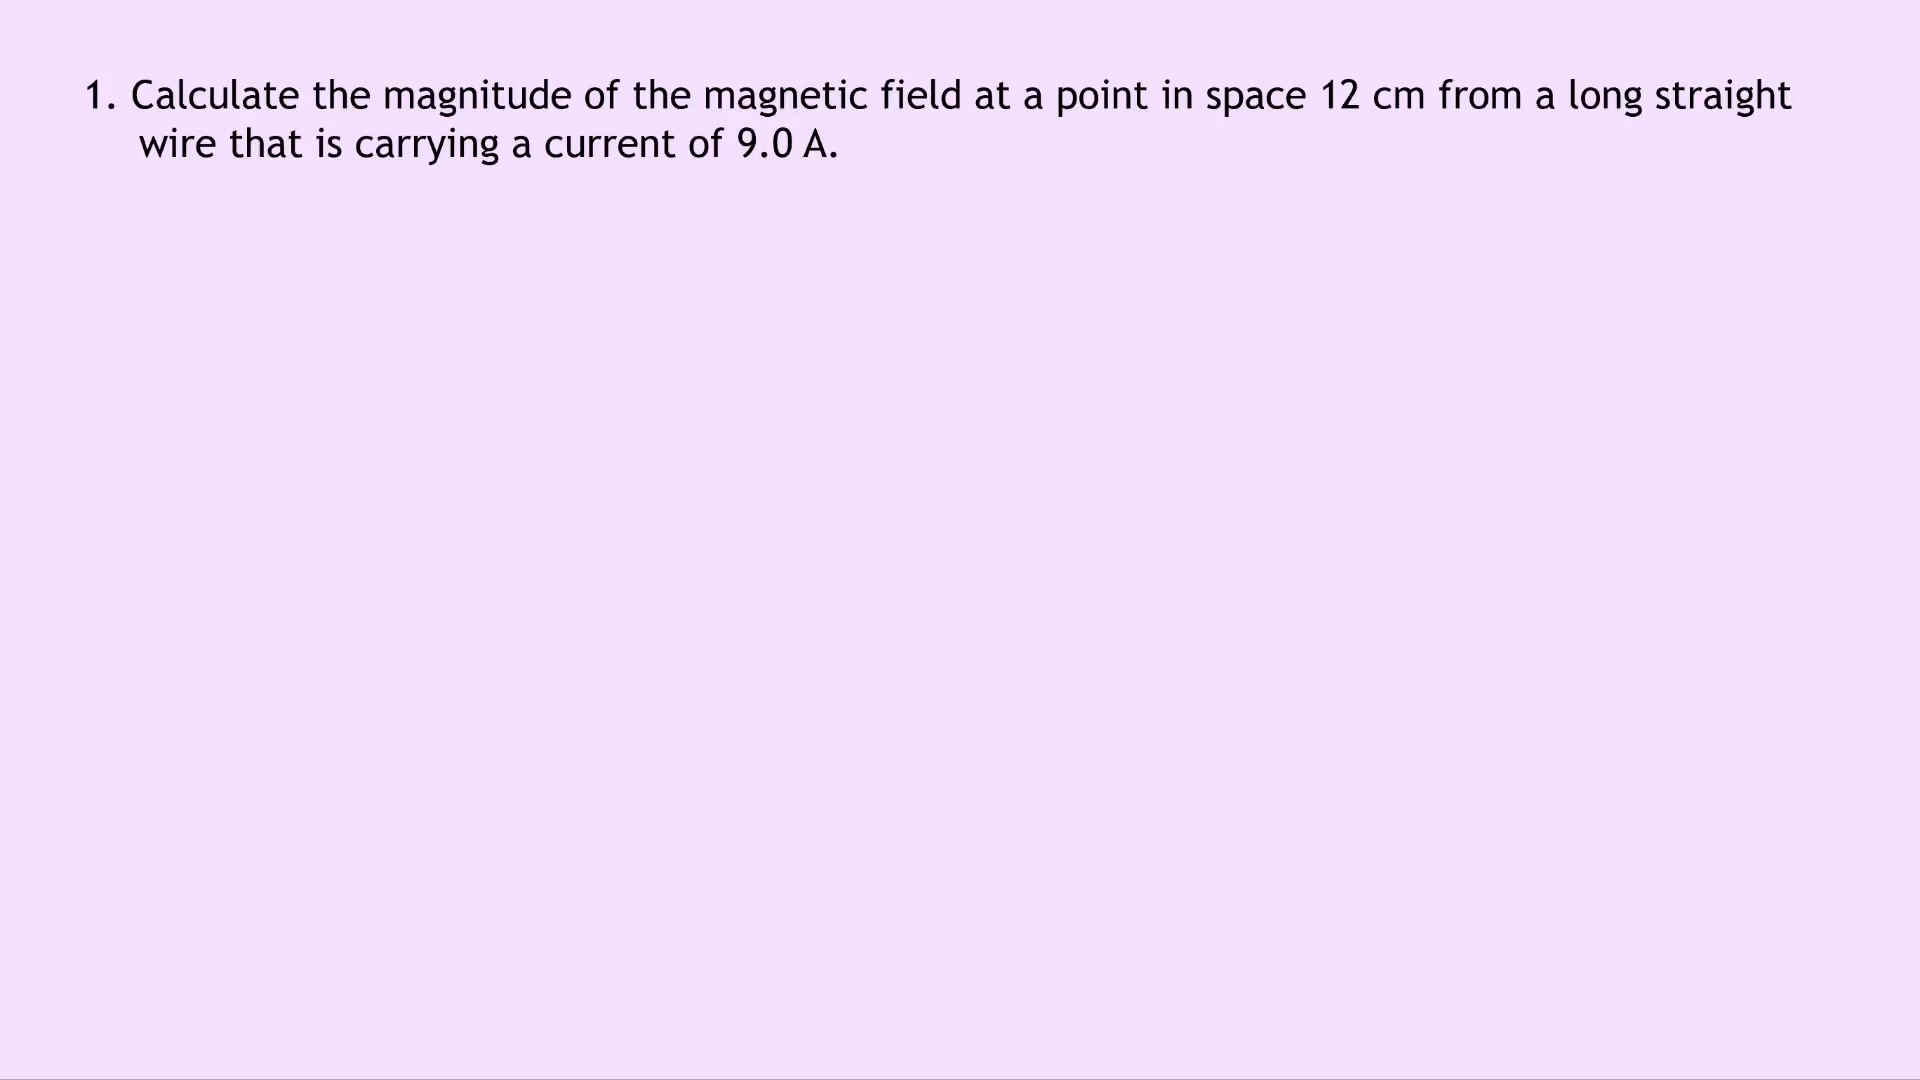 1. Calculate the magnitude of the magnetic field at a point in space 12 cm from a long straight
wire that is carrying a current of 9.0 A.